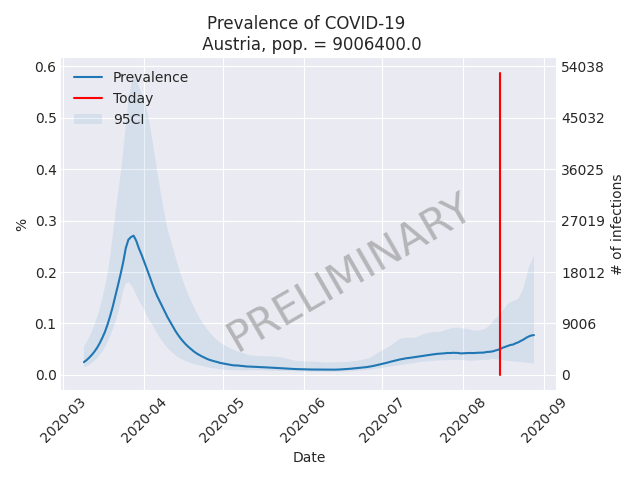 Prevalence of COVID-19
Austria, pop. = 9006400.0
Prevalence
Today
95CI
0.6
0.5
0.4
0.3
0.2
0.1
0.0
%
54038
45032
36025
27019
18012
9006
0
# of infections
PRELIMINARY
2020-03
2020-04
2020-05
2020-06
2020-07
2020-08
2020-09
Date